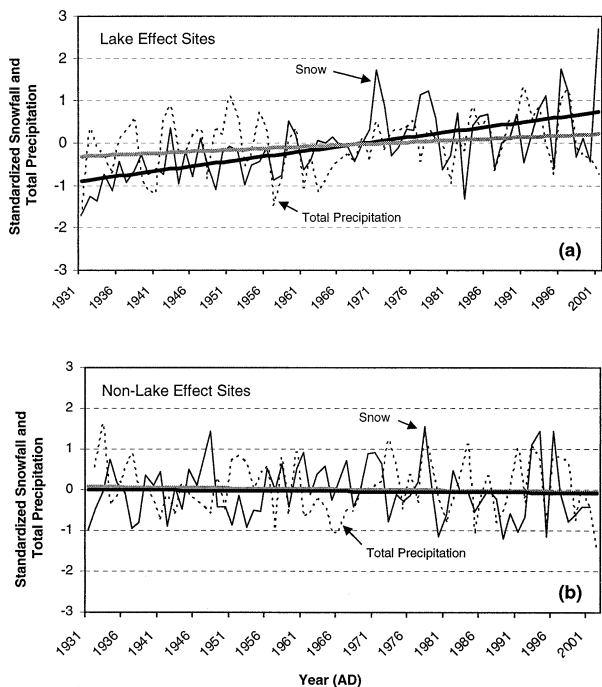 3
Lake Effect Sites
2
Snow
1
0
-1
Total Precipitation
-2
(a)
-3
Standardized Snowfall and
Total Precipitation
1931 1936 1941 1946 1951 1956 1961 1966 1971 1976 1981 1986 1991 1996 2001
3
Non-Lake Effect Sites
2
Snow
1
0
-1
Total Precipitation
-2
(b)
-3
Standardized Snowfall and
Total Precipitation
1931 1936 1941 1946 1951 1956 1961 1966 1971 1976 1981 1986 1991 1996 2001
Year (AD)